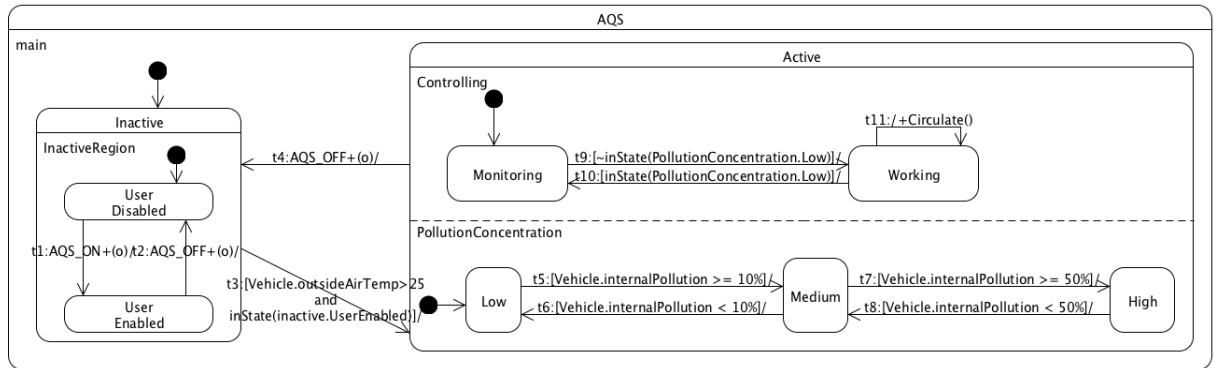 AQS
main
Active
Controlling
Inactive
InactiveRegion
t11:/+Circulate()
t4:AQS_OFF+(o)/
t9:[~inState(PollutionConcentration.Low)]/
t10:[inState(PollutionConcentration.Low)]/
Monitoring
Working
User
Disabled
PollutionConcentration
t1:AQS_ON+(o)/
t2:AQS_OFF+(o)/
t3:[Vehicle.outsideAirTemp>25
and
inState(inactive.UserEnabled)]/
t5:[Vehicle.internalPollution >= 10%]/
t6:[Vehicle.internalPollution < 10%]/
t7:[Vehicle.internalPollution >= 50%]/
t8:[Vehicle.internalPollution < 50%]/
Low
Medium
High
User
Enabled